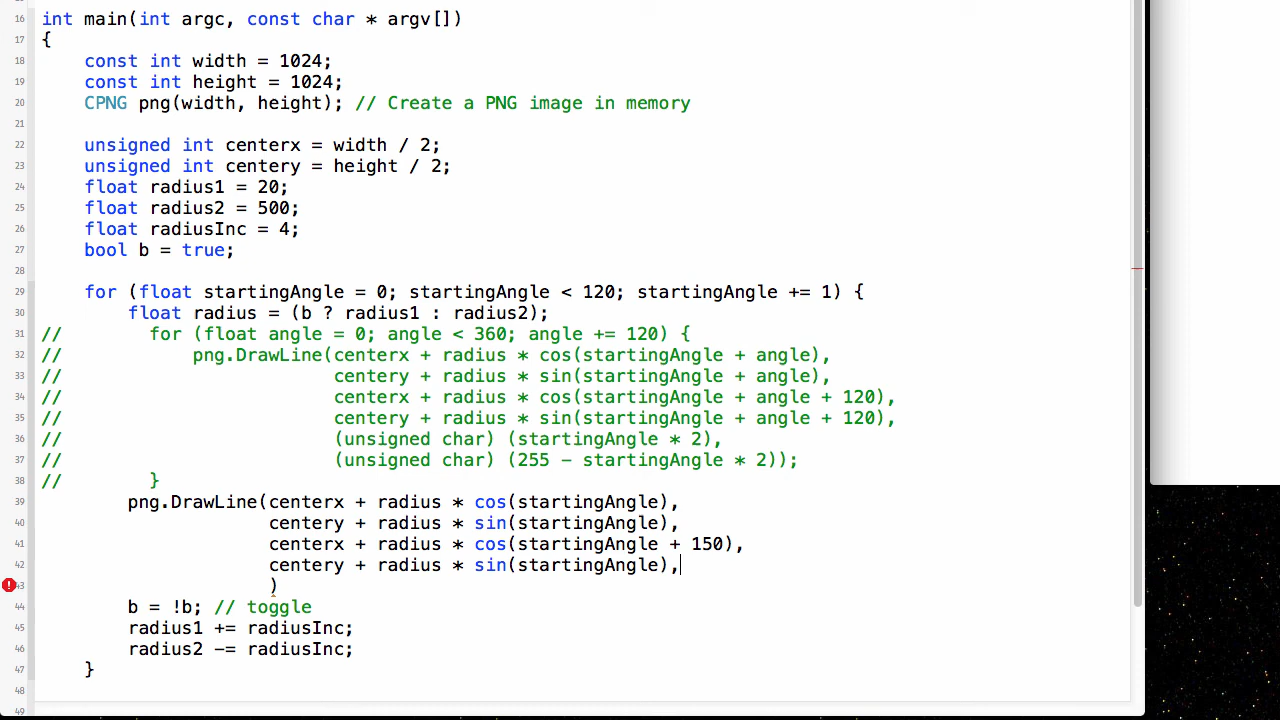 16 int main(int argc, const char * argv[])
17 {
18     const int width = 1024;
19     const int height = 1024;
20     CPNG png(width, height); // Create a PNG image in memory
21
22     unsigned int centerx = width / 2;
23     unsigned int centery = height / 2;
24     float radius1 = 20;
25     float radius2 = 500;
26     float radiusInc = 4;
27     bool b = true;
28
29     for (float startingAngle = 0; startingAngle < 120; startingAngle += 1) {
30         float radius = (b ? radius1 : radius2);
31 //        for (float angle = 0; angle < 360; angle += 120) {
32 //            png.DrawLine(centerx + radius * cos(startingAngle + angle),
33 //                         centery + radius * sin(startingAngle + angle),
34 //                         centerx + radius * cos(startingAngle + angle + 120),
35 //                         centery + radius * sin(startingAngle + angle + 120),
36 //                         (unsigned char) (startingAngle * 2),
37 //                         (unsigned char) (255 - startingAngle * 2));
38 //        }
39         png.DrawLine(centerx + radius * cos(startingAngle),
40                      centery + radius * sin(startingAngle),
41                      centerx + radius * cos(startingAngle + 150),
42                      centery + radius * sin(startingAngle),
43                      )
44         b = !b; // toggle
45         radius1 += radiusInc;
46         radius2 -= radiusInc;
47     }
48
49